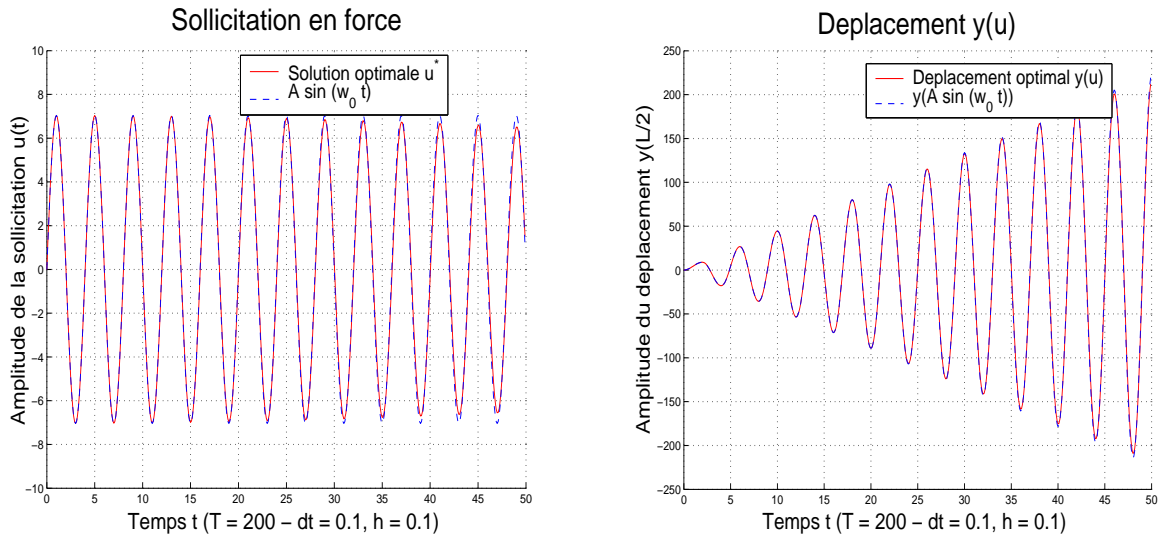 Sollicitation en force
Amplitude de la sollicitation u(t)
10
8
6
4
2
0
−2
−4
−6
−8
−10
Solution optimale u*
A sin (w0 t)
0 5 10 15 20 25 30 35 40 45 50
Temps t (T = 200 − dt = 0.1, h = 0.1)
Deplacement y(u)
Amplitude du deplacement y(L/2)
250
200
150
100
50
0
−50
−100
−150
−200
−250
Deplacement optimal y(u)
y(A sin (w0 t))
0 5 10 15 20 25 30 35 40 45 50
Temps t (T = 200 − dt = 0.1, h = 0.1)